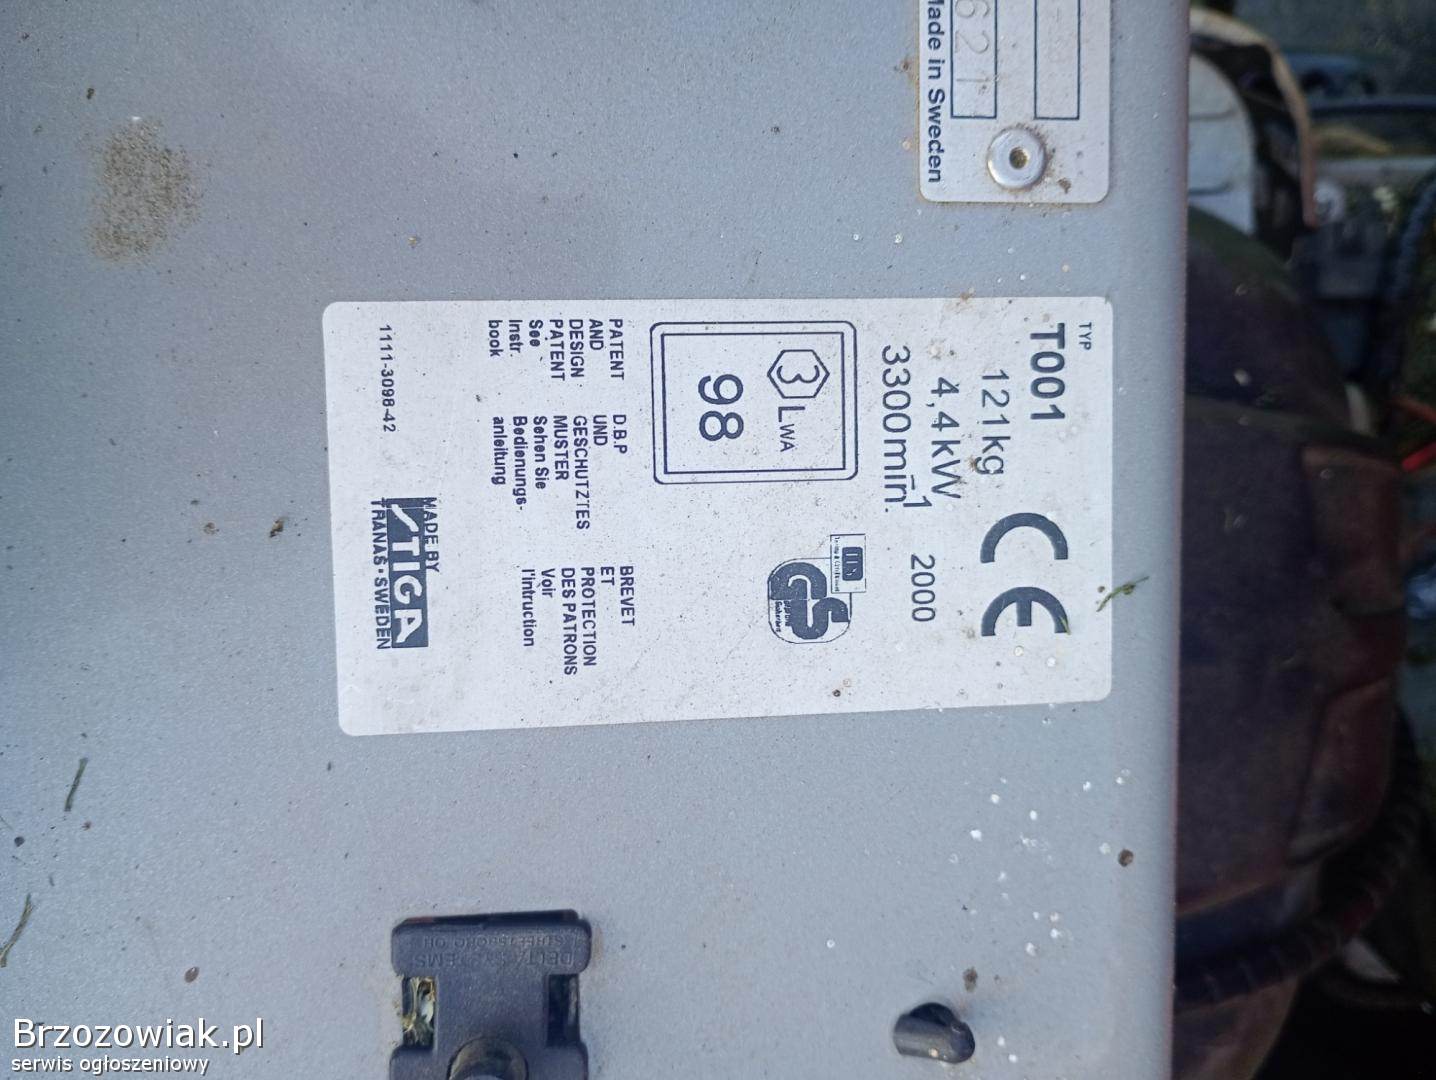 621
Made in Sweden
TYP
T001
121kg
4,4kW
3300min.⁻¹ 2000
CE
3 LWA
98
GS
PATENT
AND
DESIGN
PATENT
See
Instr.
book
D.B.P
UND
GESCHUTZTES
MUSTER
Sehen Sie
Bedienungs-
anleitung
BREVET
ET
PROTECTION
DES PATRONS
Voir
l'intruction
1111-3098-42
MADE BY
STIGA
TRANAS•SWEDEN
DELTA SYSTEMS
STREETSBORO OH
Brzozowiak.pl
serwis ogłoszeniowy